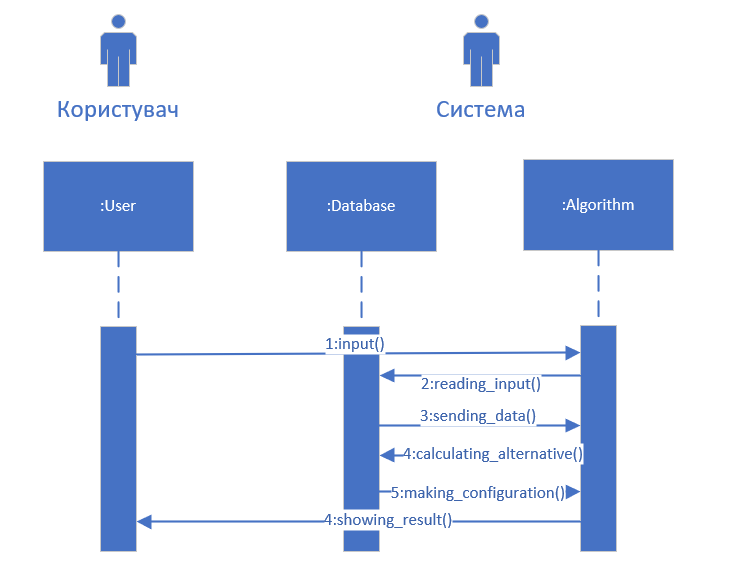 Користувач
Система
:User
:Database
:Algorithm
1:input()
2:reading_input()
3:sending_data()
4:calculating_alternative()
5:making_configuration()
4:showing_result()